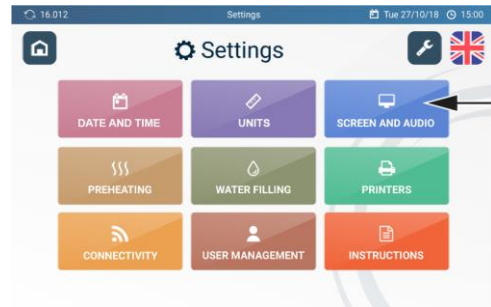 16.012 Settings Tue 27/10/18 15:00
Settings
DATE AND TIME UNITS SCREEN AND AUDIO
PREHEATING WATER FILLING PRINTERS
CONNECTIVITY USER MANAGEMENT INSTRUCTIONS